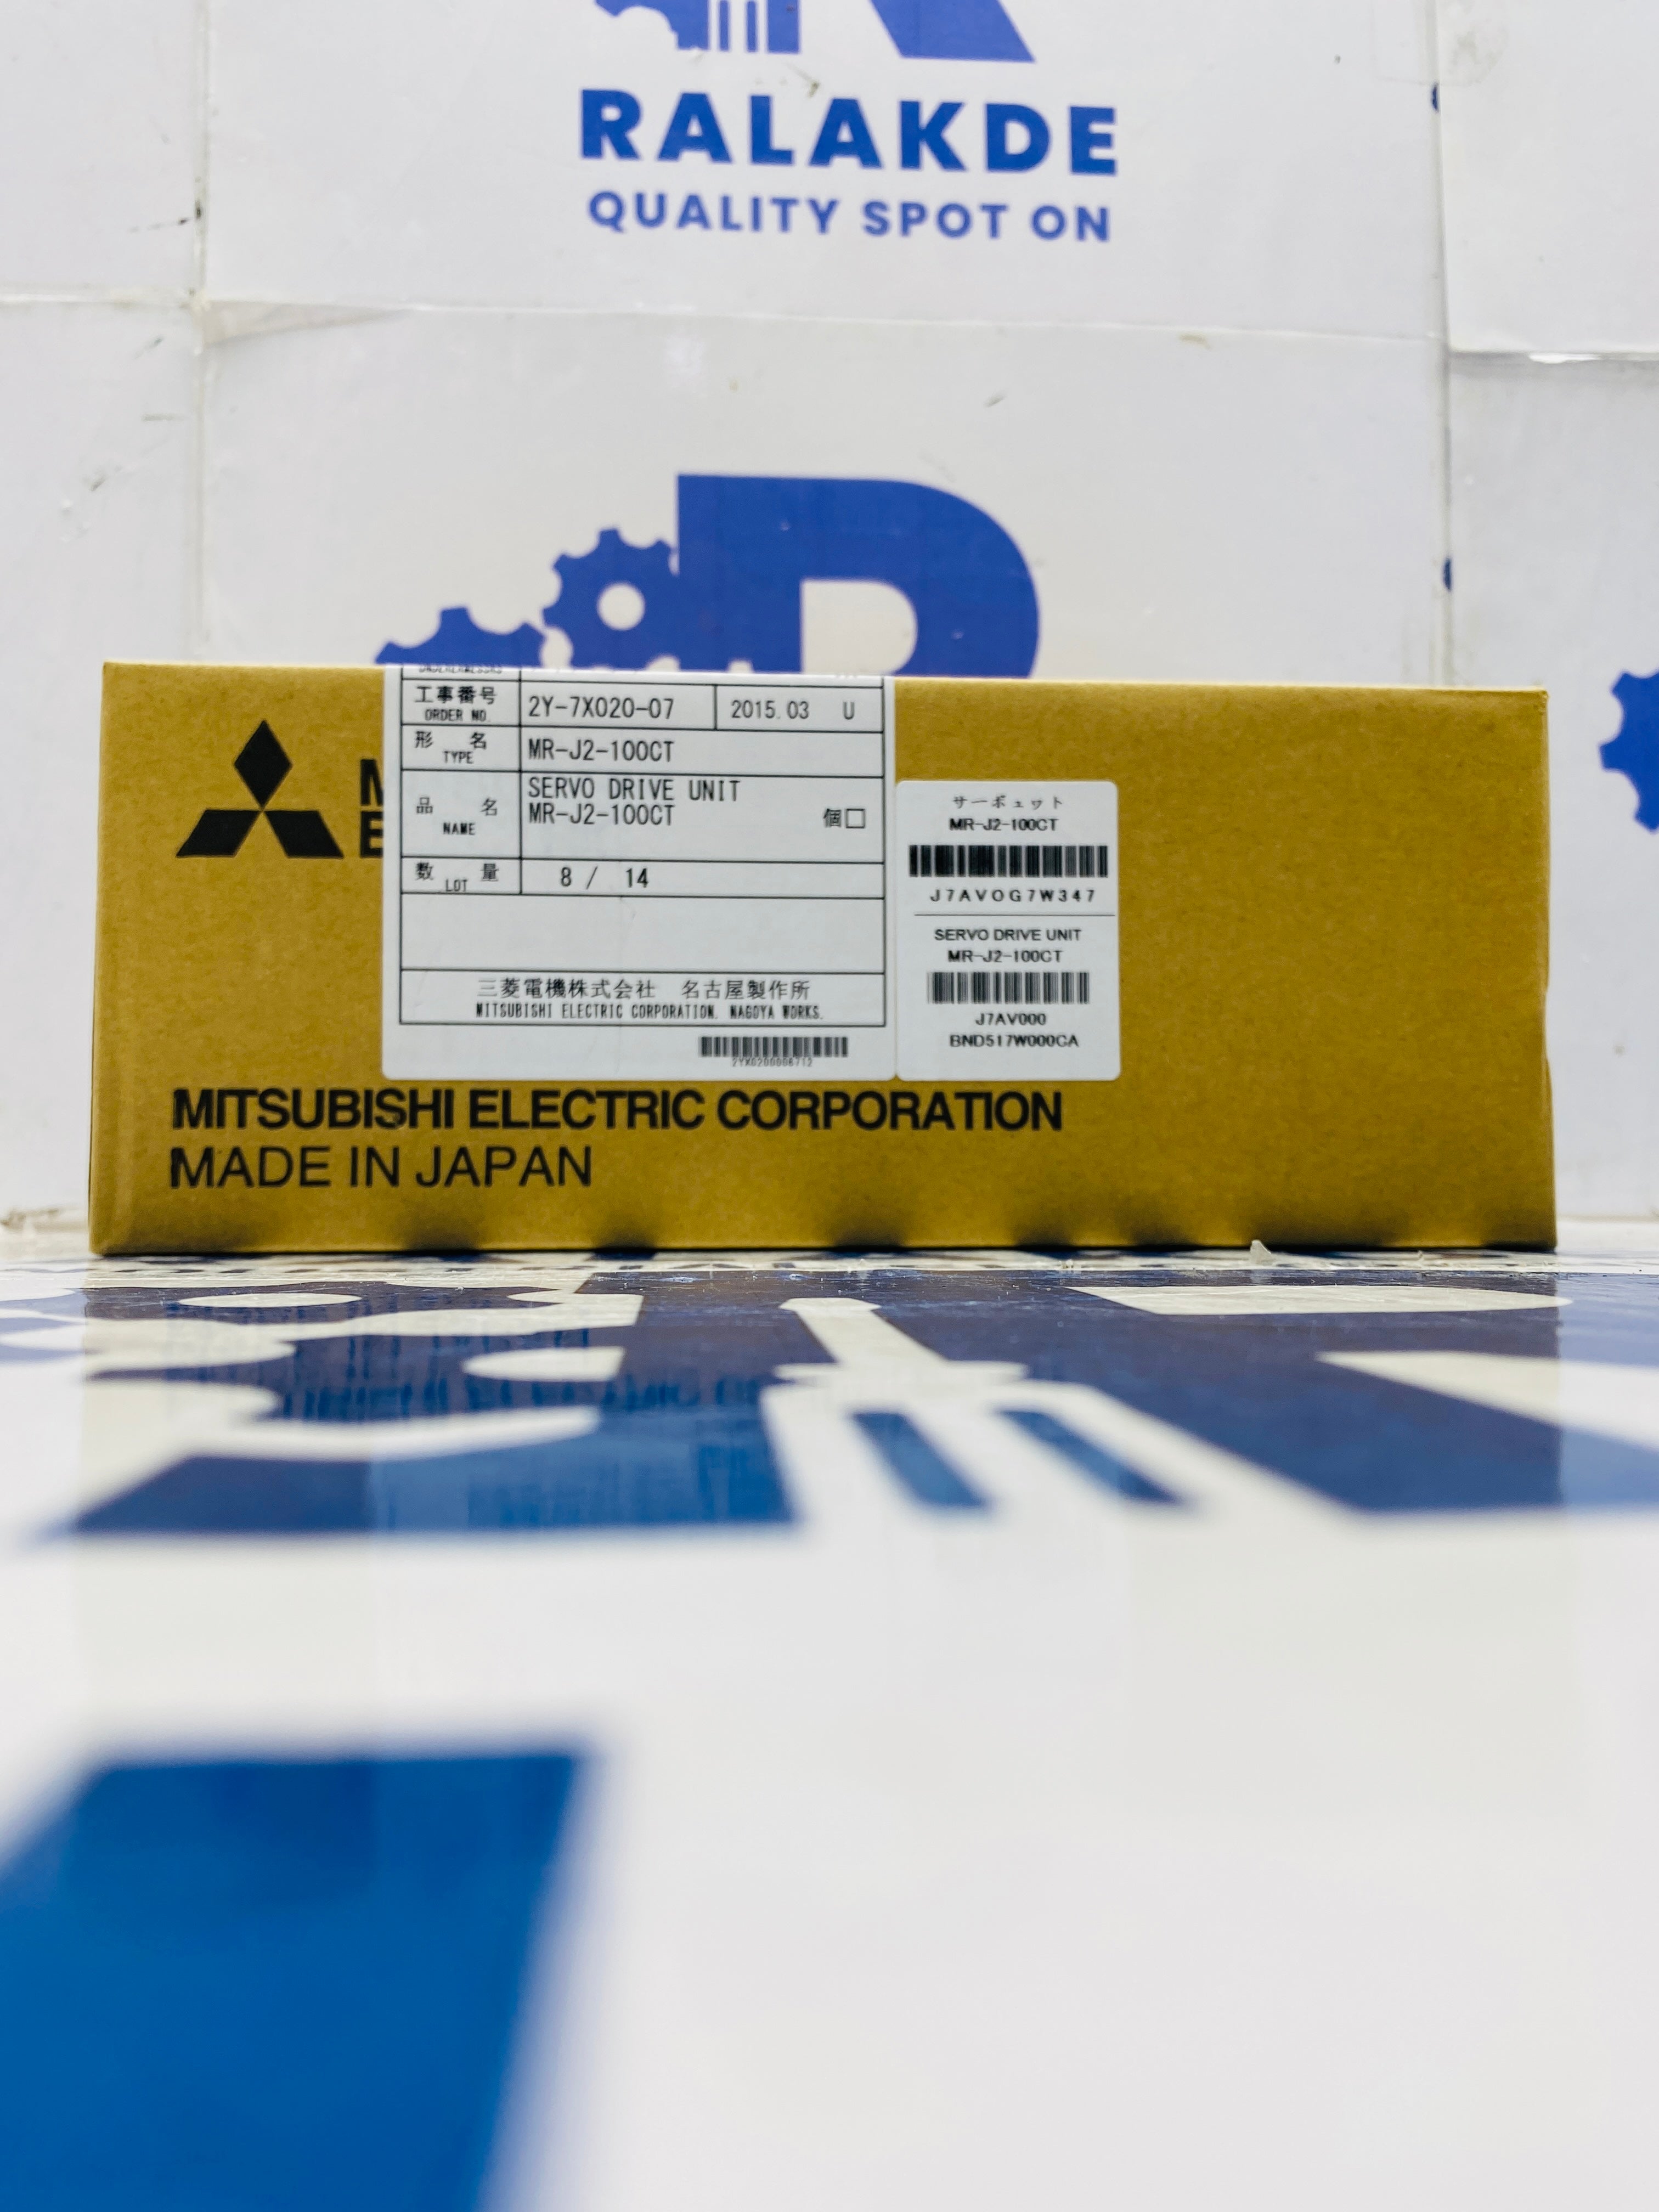 RALAKDE
QUALITY SPOT ON
工事番号
ORDER NO.
2Y-7X020-07
2015.03 U
形 名
TYPE
MR-J2-100CT
品 名
NAME
SERVO DRIVE UNIT
MR-J2-100CT
個□
数 量
LOT
8 / 14
三菱電機株式会社 名古屋製作所
MITSUBISHI ELECTRIC CORPORATION. NAGOYA WORKS.
サーボュット
MR-J2-100CT
J7AVOG7W347
SERVO DRIVE UNIT
MR-J2-100CT
J7AV000
BND517W000CA
MITSUBISHI ELECTRIC CORPORATION
MADE IN JAPAN